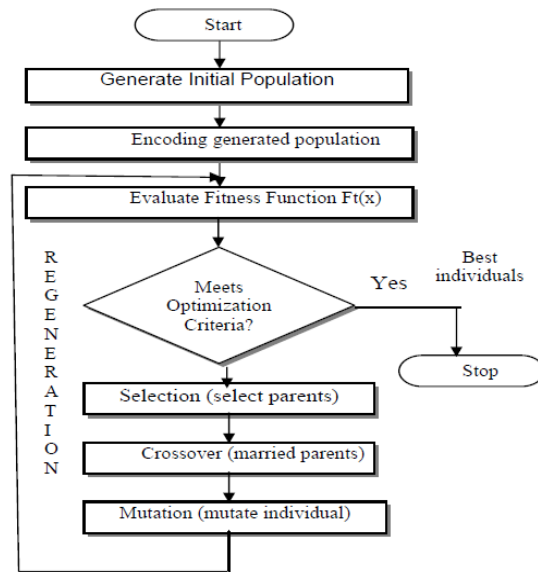 Start
Generate Initial Population
Encoding generated population
Evaluate Fitness Function Ft(x)
REGENERATION
Meets
Optimization
Criteria?
Yes
Best
individuals
Stop
Selection (select parents)
Crossover (married parents)
Mutation (mutate individual)